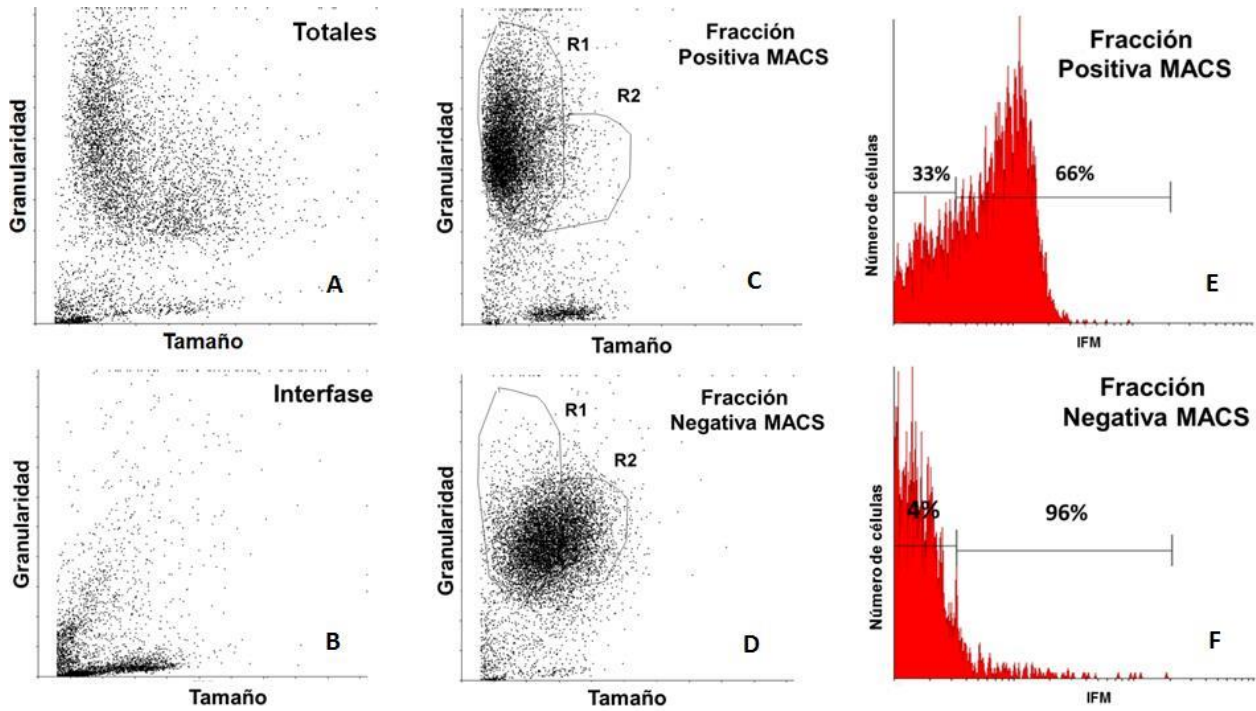 Totales
Granularidad
A
Tamaño
Fracción
Positiva MACS
R1
R2
Granularidad
C
Tamaño
Fracción
Positiva MACS
33%
66%
Número de células
E
IFM
Interfase
Granularidad
B
Tamaño
Fracción
Negativa MACS
R1
R2
Granularidad
D
Tamaño
Fracción
Negativa MACS
4%
96%
Número de células
F
IFM